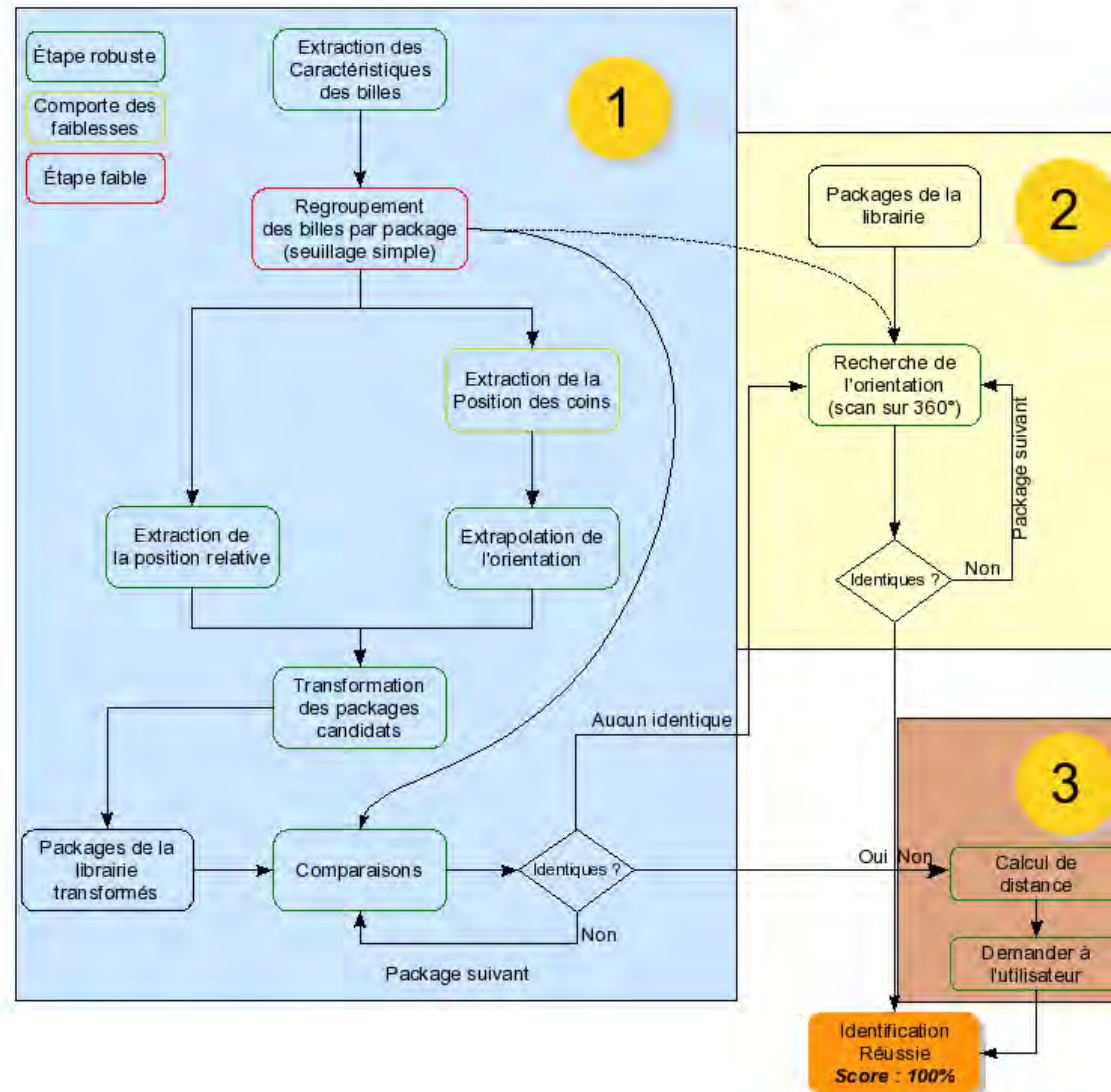 Étape robuste
Comporte des
faiblesses
Étape faible
Extraction des
Caractéristiques
des billes
1
Regroupement
des billes par package
(seuillage simple)
Extraction de la
Position des coins
Extraction de
la position relative
Extrapolation de
l'orientation
Transformation
des packages
candidats
Packages de la
librairie
transformés
Comparaisons
Identiques ?
Non
Package suivant
Aucun identique
2
Packages de la
librairie
Recherche de
l'orientation
(scan sur 360°)
Package suivant
Identiques ?
Non
3
Oui
Non
Calcul de
distance
Demander à
l'utilisateur
Identification
Réussie
Score : 100%